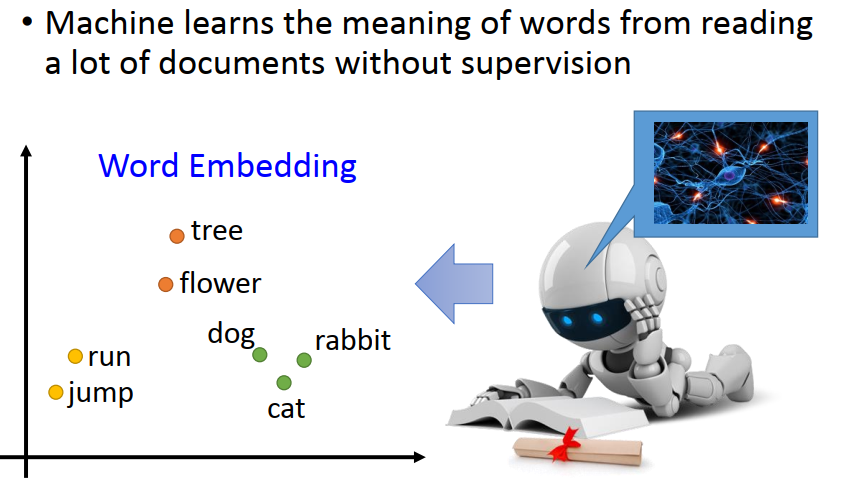 • Machine learns the meaning of words from reading
a lot of documents without supervision
Word Embedding
tree
flower
dog
rabbit
run
jump
cat